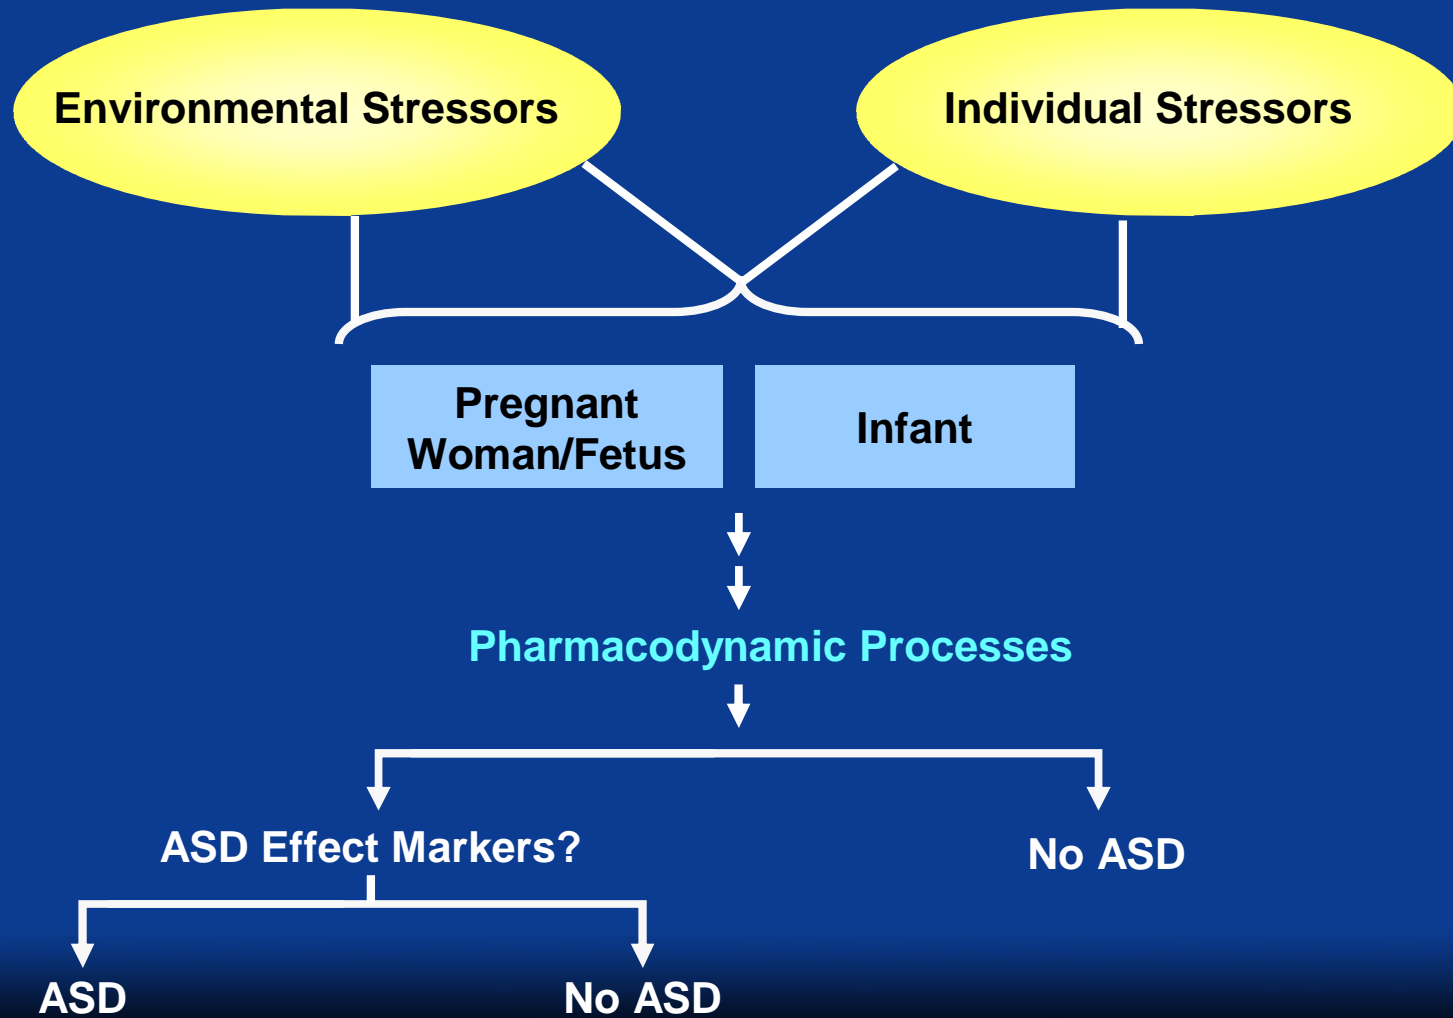 Environmental Stressors
Individual Stressors
Pregnant
Woman/Fetus
Infant
Pharmacodynamic Processes
ASD Effect Markers?
No ASD
ASD
No ASD